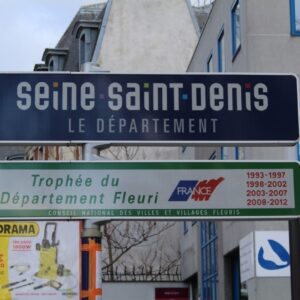 seine·saint·denis
LE DÉPARTEMENT
Trophée du
Département Fleuri
FRANCE
1993-1997
1998-2002
2003-2007
2008-2012
CONSEIL NATIONAL DES VILLES ET VILLAGES FLEURIS
ORAMA